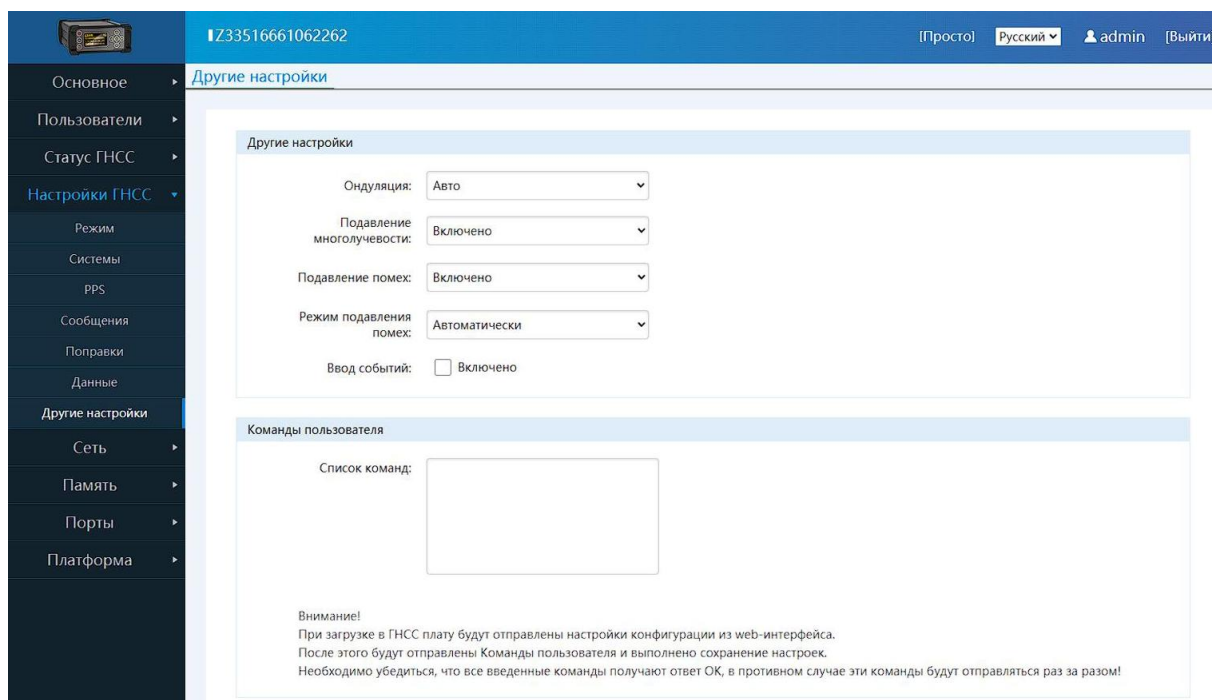 IZ33516661062262
[Просто]
Русский
admin
[Выйти
Основное
Пользователи
Статус ГНСС
Настройки ГНСС
Режим
Системы
PPS
Сообщения
Поправки
Данные
Другие настройки
Сеть
Память
Порты
Платформа
Другие настройки
Другие настройки
Ондуляция: Авто
Подавление
многолучевости: Включено
Подавление помех: Включено
Режим подавления
помех: Автоматически
Ввод событий: Включено
Команды пользователя
Список команд:
Внимание!
При загрузке в ГНСС плату будут отправлены настройки конфигурации из web-интерфейса.
После этого будут отправлены Команды пользователя и выполнено сохранение настроек.
Необходимо убедиться, что все введенные команды получают ответ OK, в противном случае эти команды будут отправляться раз за разом!